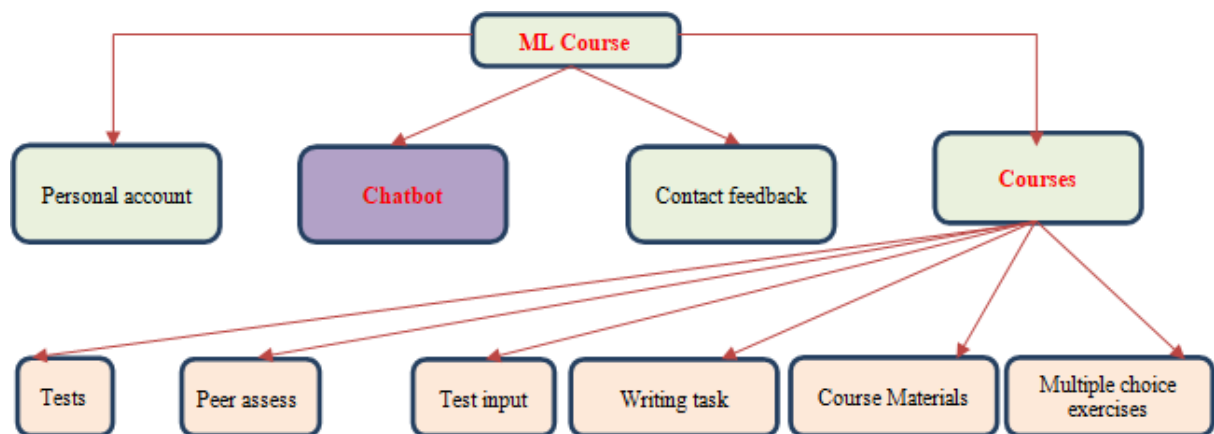 ML Course
Personal account
Chatbot
Contact feedback
Courses
Tests
Peer assess
Test input
Writing task
Course Materials
Multiple choice
exercises